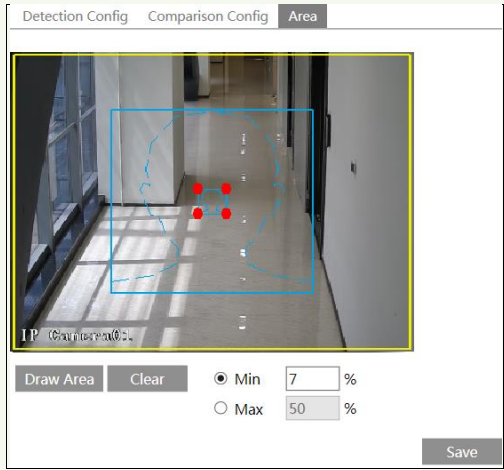 Detection Config Comparison Config Area
IP Camera01
Draw Area Clear Min 7 %
Max 50 %
Save